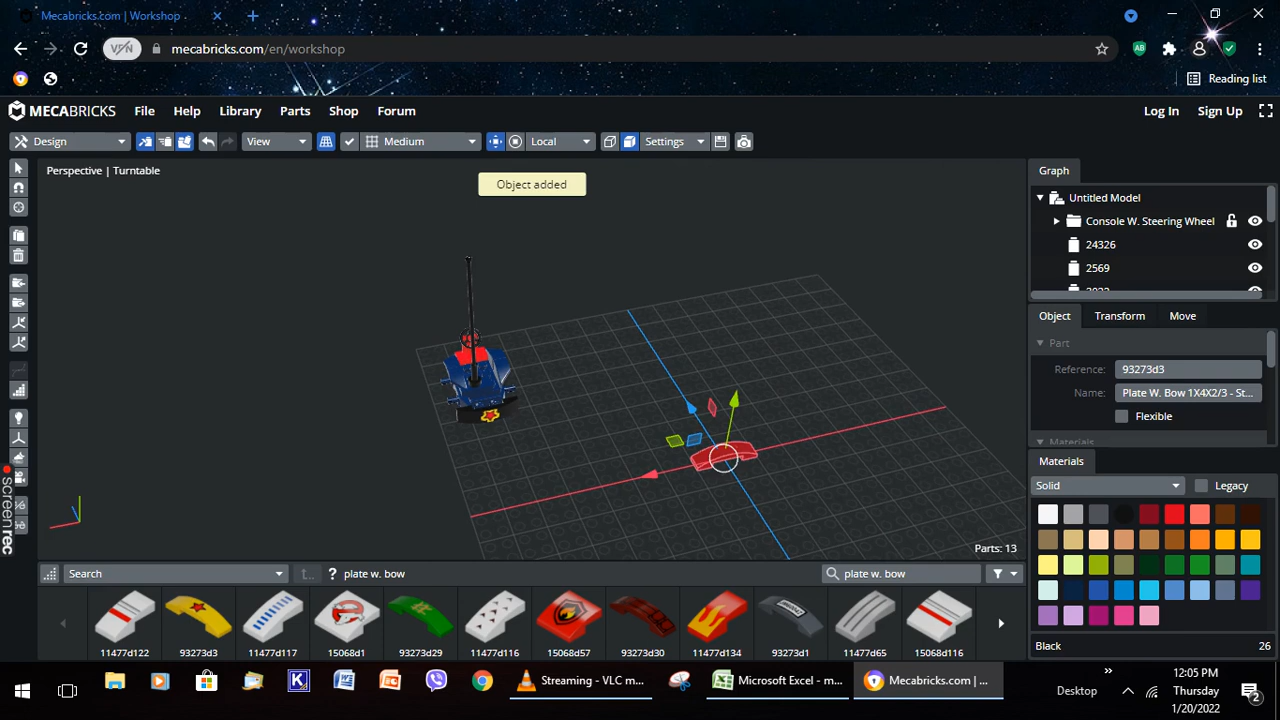 Mecabricks.com | Workshop
VPN mecabricks.com/en/workshop
AB
Reading list
MECABRICKS File Help Library Parts Shop Forum Log In Sign Up
Design View Medium Local Settings
Perspective | Turntable
Object added
Graph
Untitled Model
Console W. Steering Wheel
24326
2569
Object Transform Move
Part
Reference: 93273d3
Name: Plate W. Bow 1X4X2/3 - St...
Flexible
Materials
Materials
Solid Legacy
Parts: 13
Search ? plate w. bow plate w. bow
11477d122 93273d3 11477d117 15068d1 93273d29 11477d116 15068d57 93273d30 11477d134 93273d1 11477d65 15068d116
Black 26
screenrec
Streaming - VLC m... Microsoft Excel - m... Mecabricks.com | ...
Desktop
12:05 PM
Thursday
1/20/2022
2